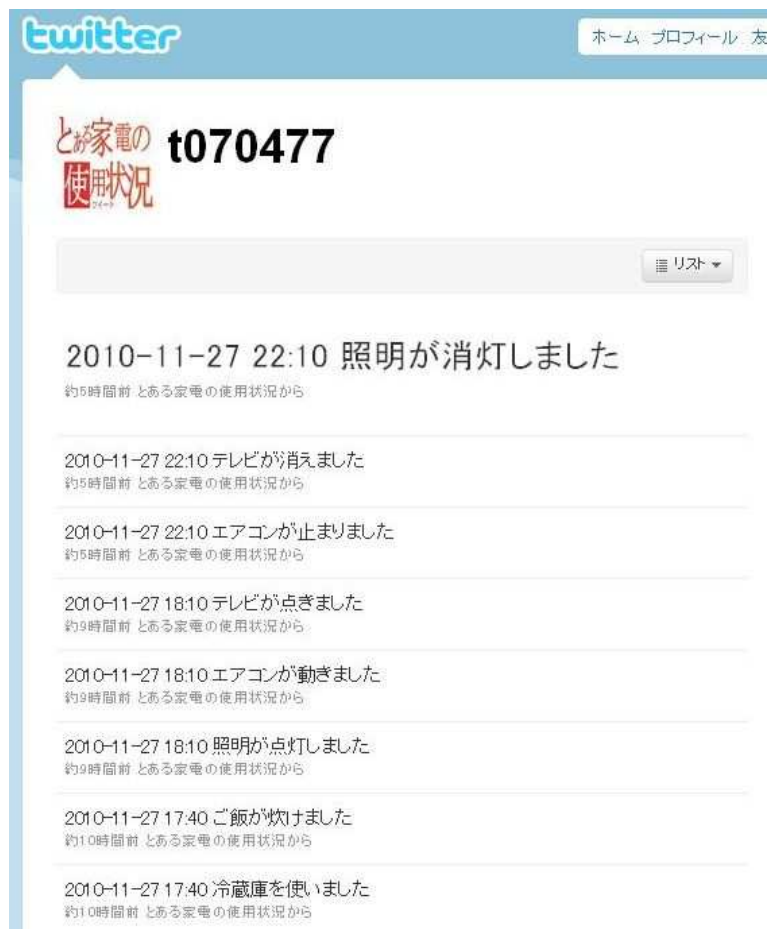 twitter
ホーム プロフィール 友
とある家電の
使用状況
ツイート
t070477
リスト
2010-11-27 22:10 照明が消灯しました
約5時間前 とある家電の使用状況から
2010-11-27 22:10 テレビが消えました
約5時間前 とある家電の使用状況から
2010-11-27 22:10 エアコンが止まりました
約5時間前 とある家電の使用状況から
2010-11-27 18:10 テレビが点きました
約9時間前 とある家電の使用状況から
2010-11-27 18:10 エアコンが動きました
約9時間前 とある家電の使用状況から
2010-11-27 18:10 照明が点灯しました
約9時間前 とある家電の使用状況から
2010-11-27 17:40 ご飯が炊けました
約10時間前 とある家電の使用状況から
2010-11-27 17:40 冷蔵庫を使いました
約10時間前 とある家電の使用状況から